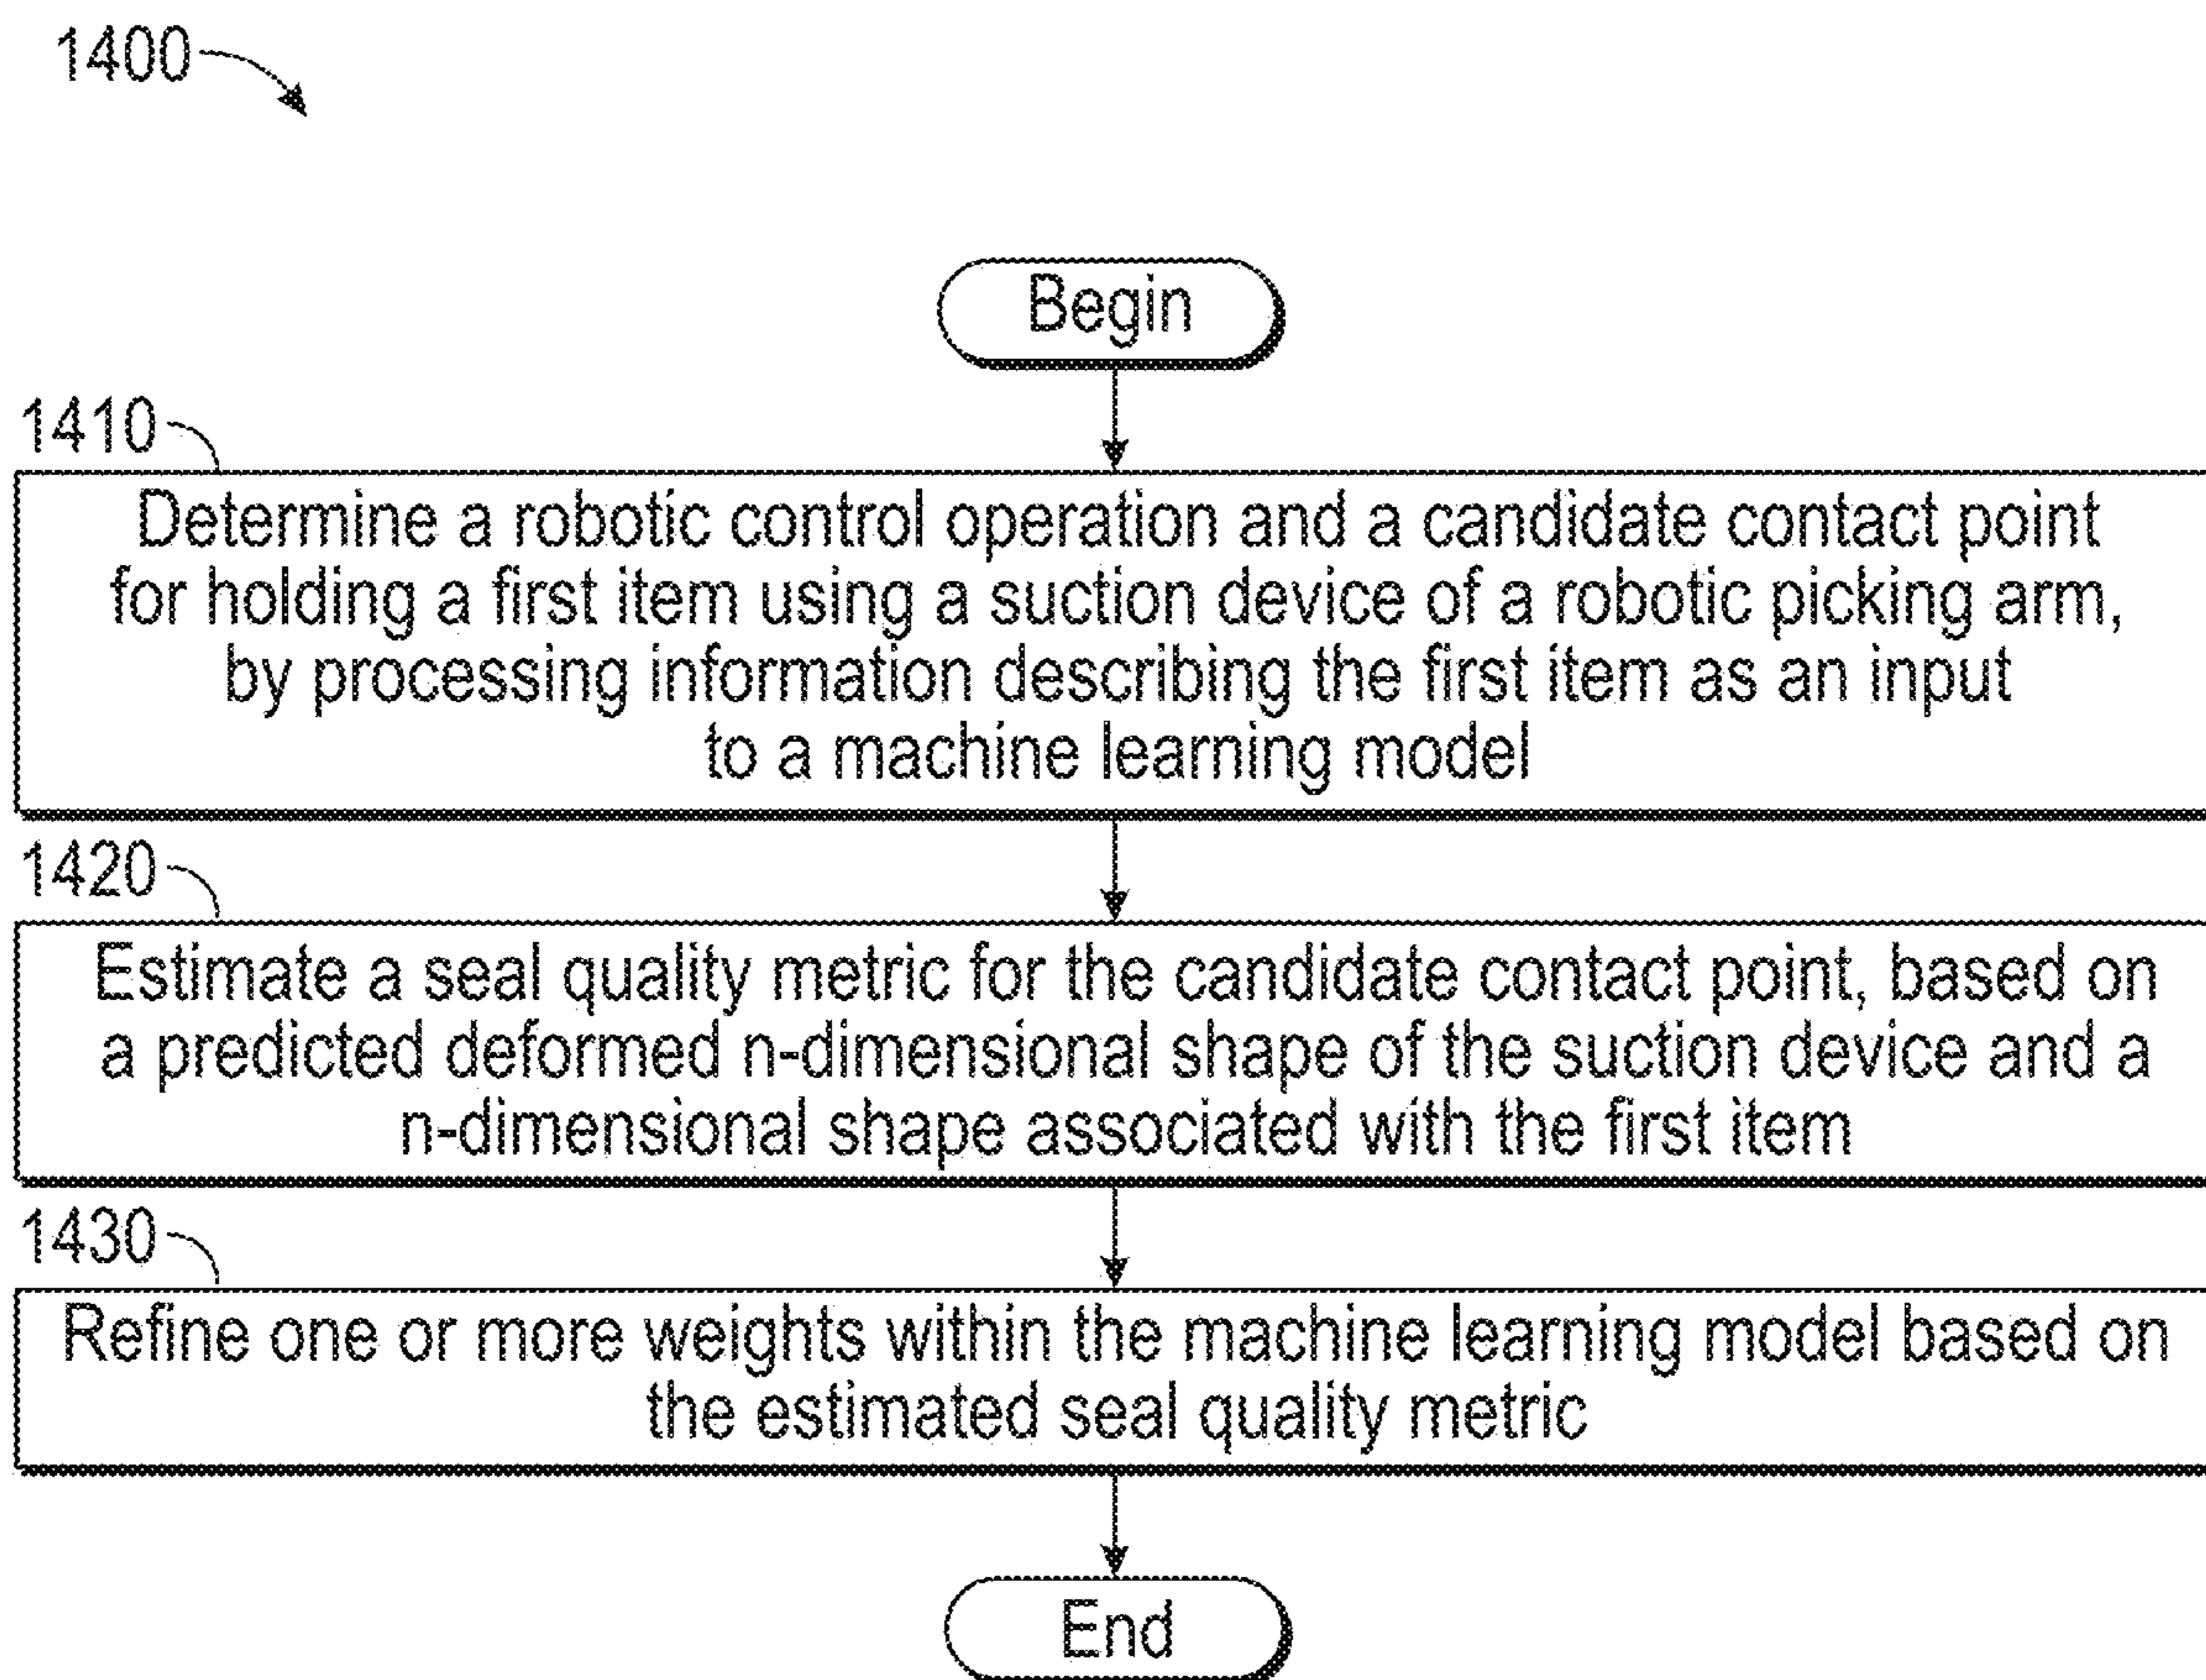 1400
Begin
1410
Determine a robotic control operation and a candidate contact point
for holding a first item using a suction device of a robotic picking arm,
by processing information describing the first item as an input
to a machine learning model
1420
Estimate a seal quality metric for the candidate contact point, based on
a predicted deformed n-dimensional shape of the suction device and a
n-dimensional shape associated with the first item
1430
Refine one or more weights within the machine learning model based on
the estimated seal quality metric
End